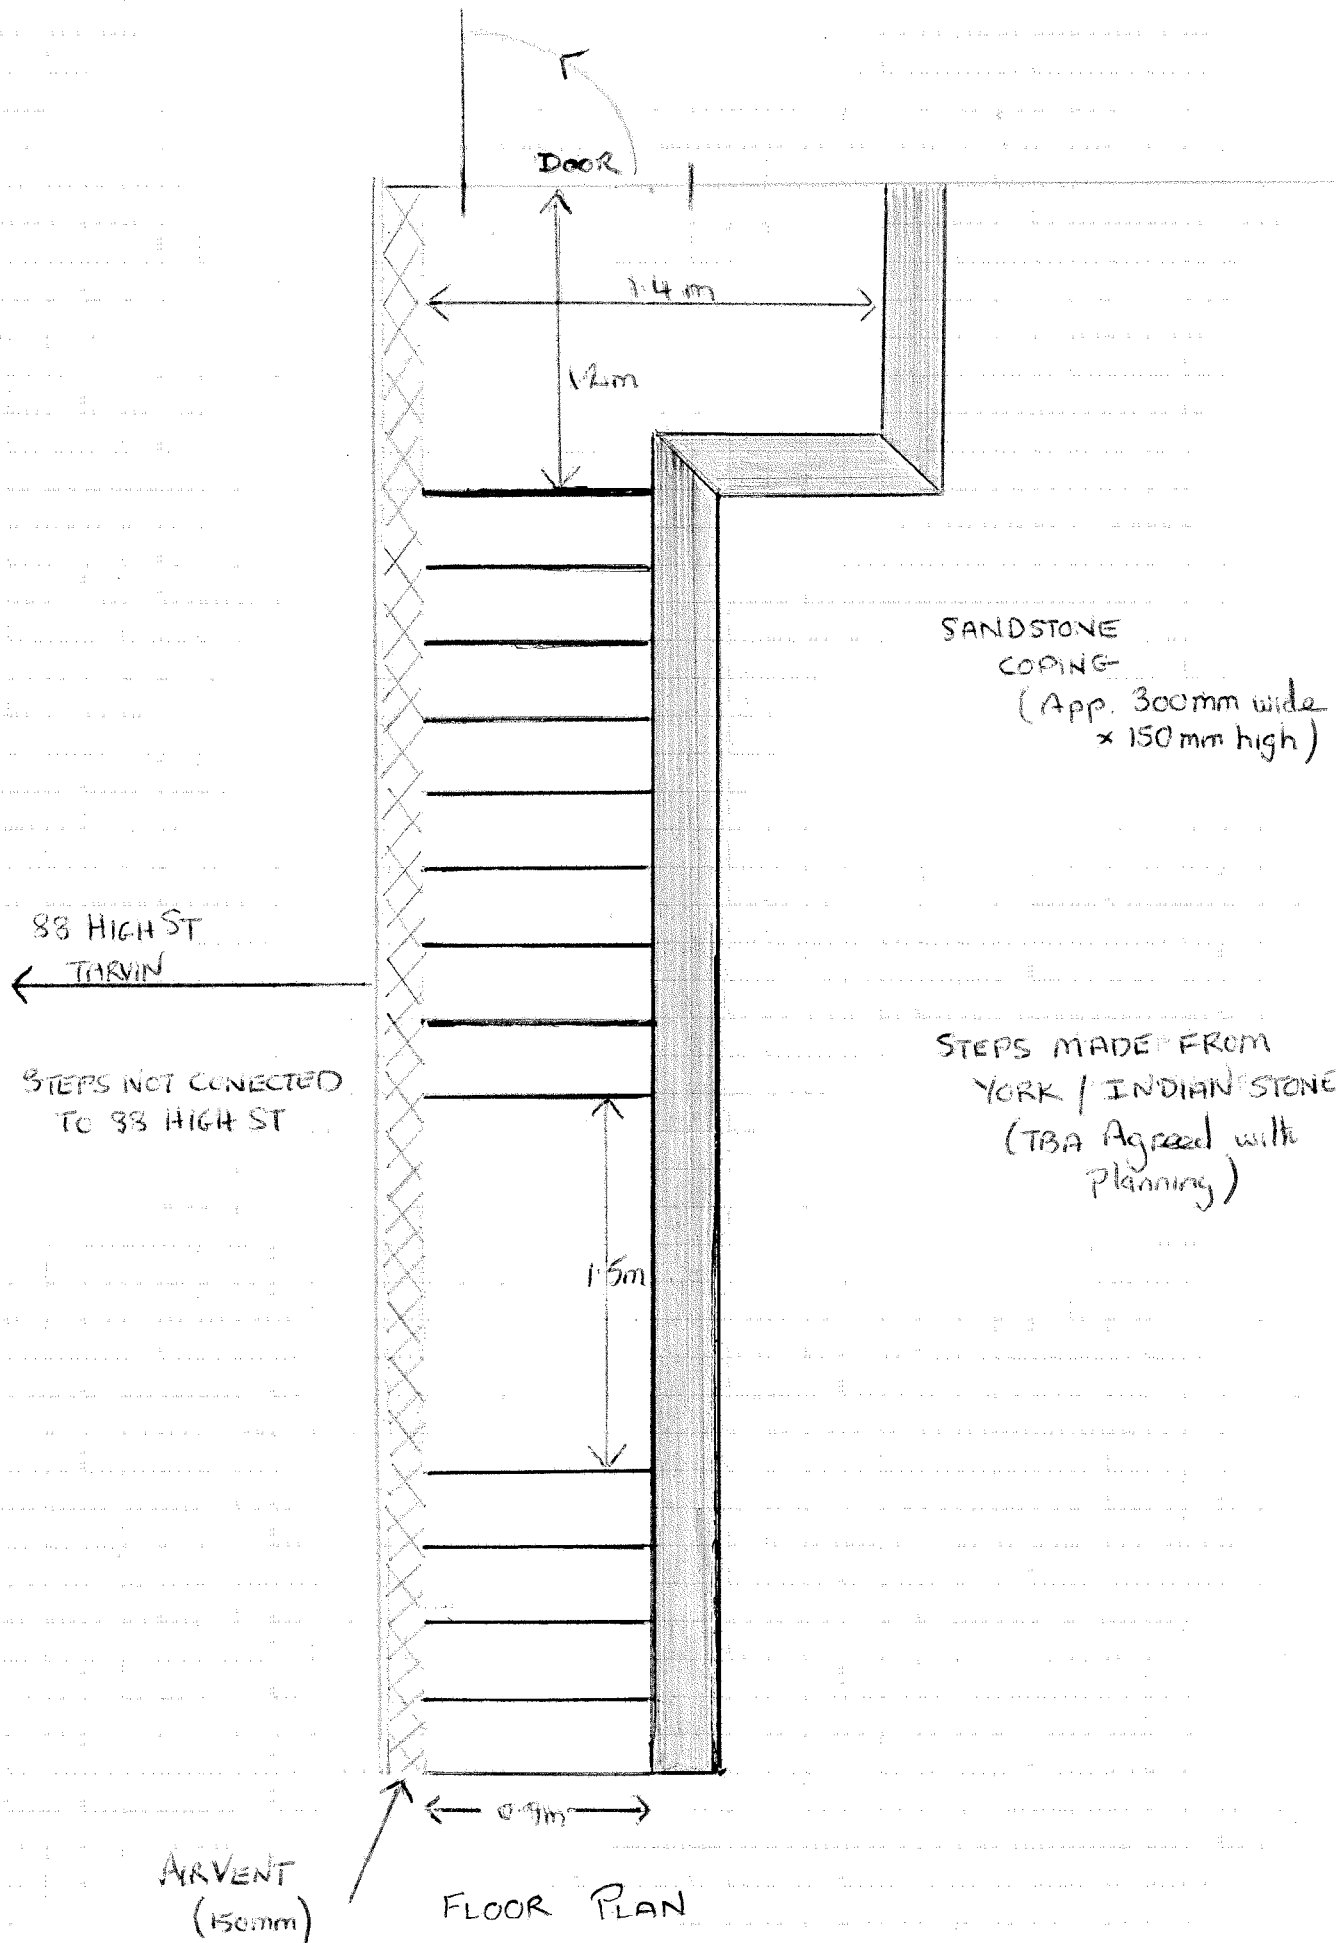 DOOR
1.4 m
1.2m
SANDSTONE
COPING
(App. 300mm wide
× 150mm high)
88 HIGH ST
TARVIN
STEPS NOT CONECTED
TO 88 HIGH ST
STEPS MADE FROM
YORK / INDIAN STONE
(TBA Agreed with
Planning)
1.5m
0.9m
AIRVENT
(150mm)
FLOOR PLAN